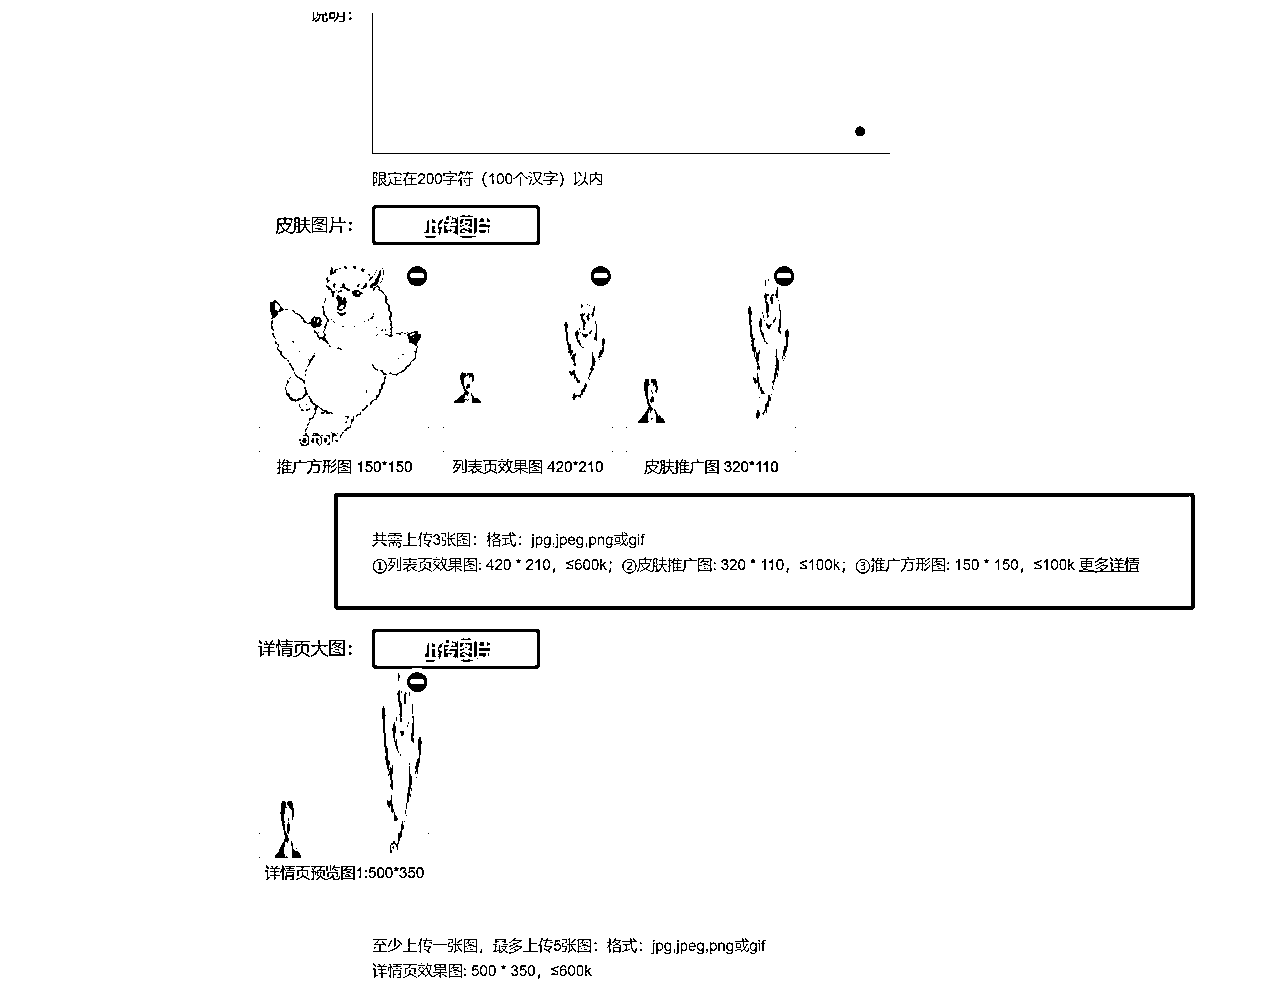 说明：
限定在200字符（100个汉字）以内
皮肤图片：
上传图片
推广方形图 150*150
列表页效果图 420*210
皮肤推广图 320*110
共需上传3张图：格式：jpg,jpeg,png或gif
①列表页效果图: 420 * 210，≤600k；②皮肤推广图: 320 * 110，≤100k；③推广方形图: 150 * 150，≤100k 更多详情
详情页大图：
上传图片
详情页预览图1:500*350
至少上传一张图，最多上传5张图：格式：jpg,jpeg,png或gif
详情页效果图: 500 * 350，≤600k